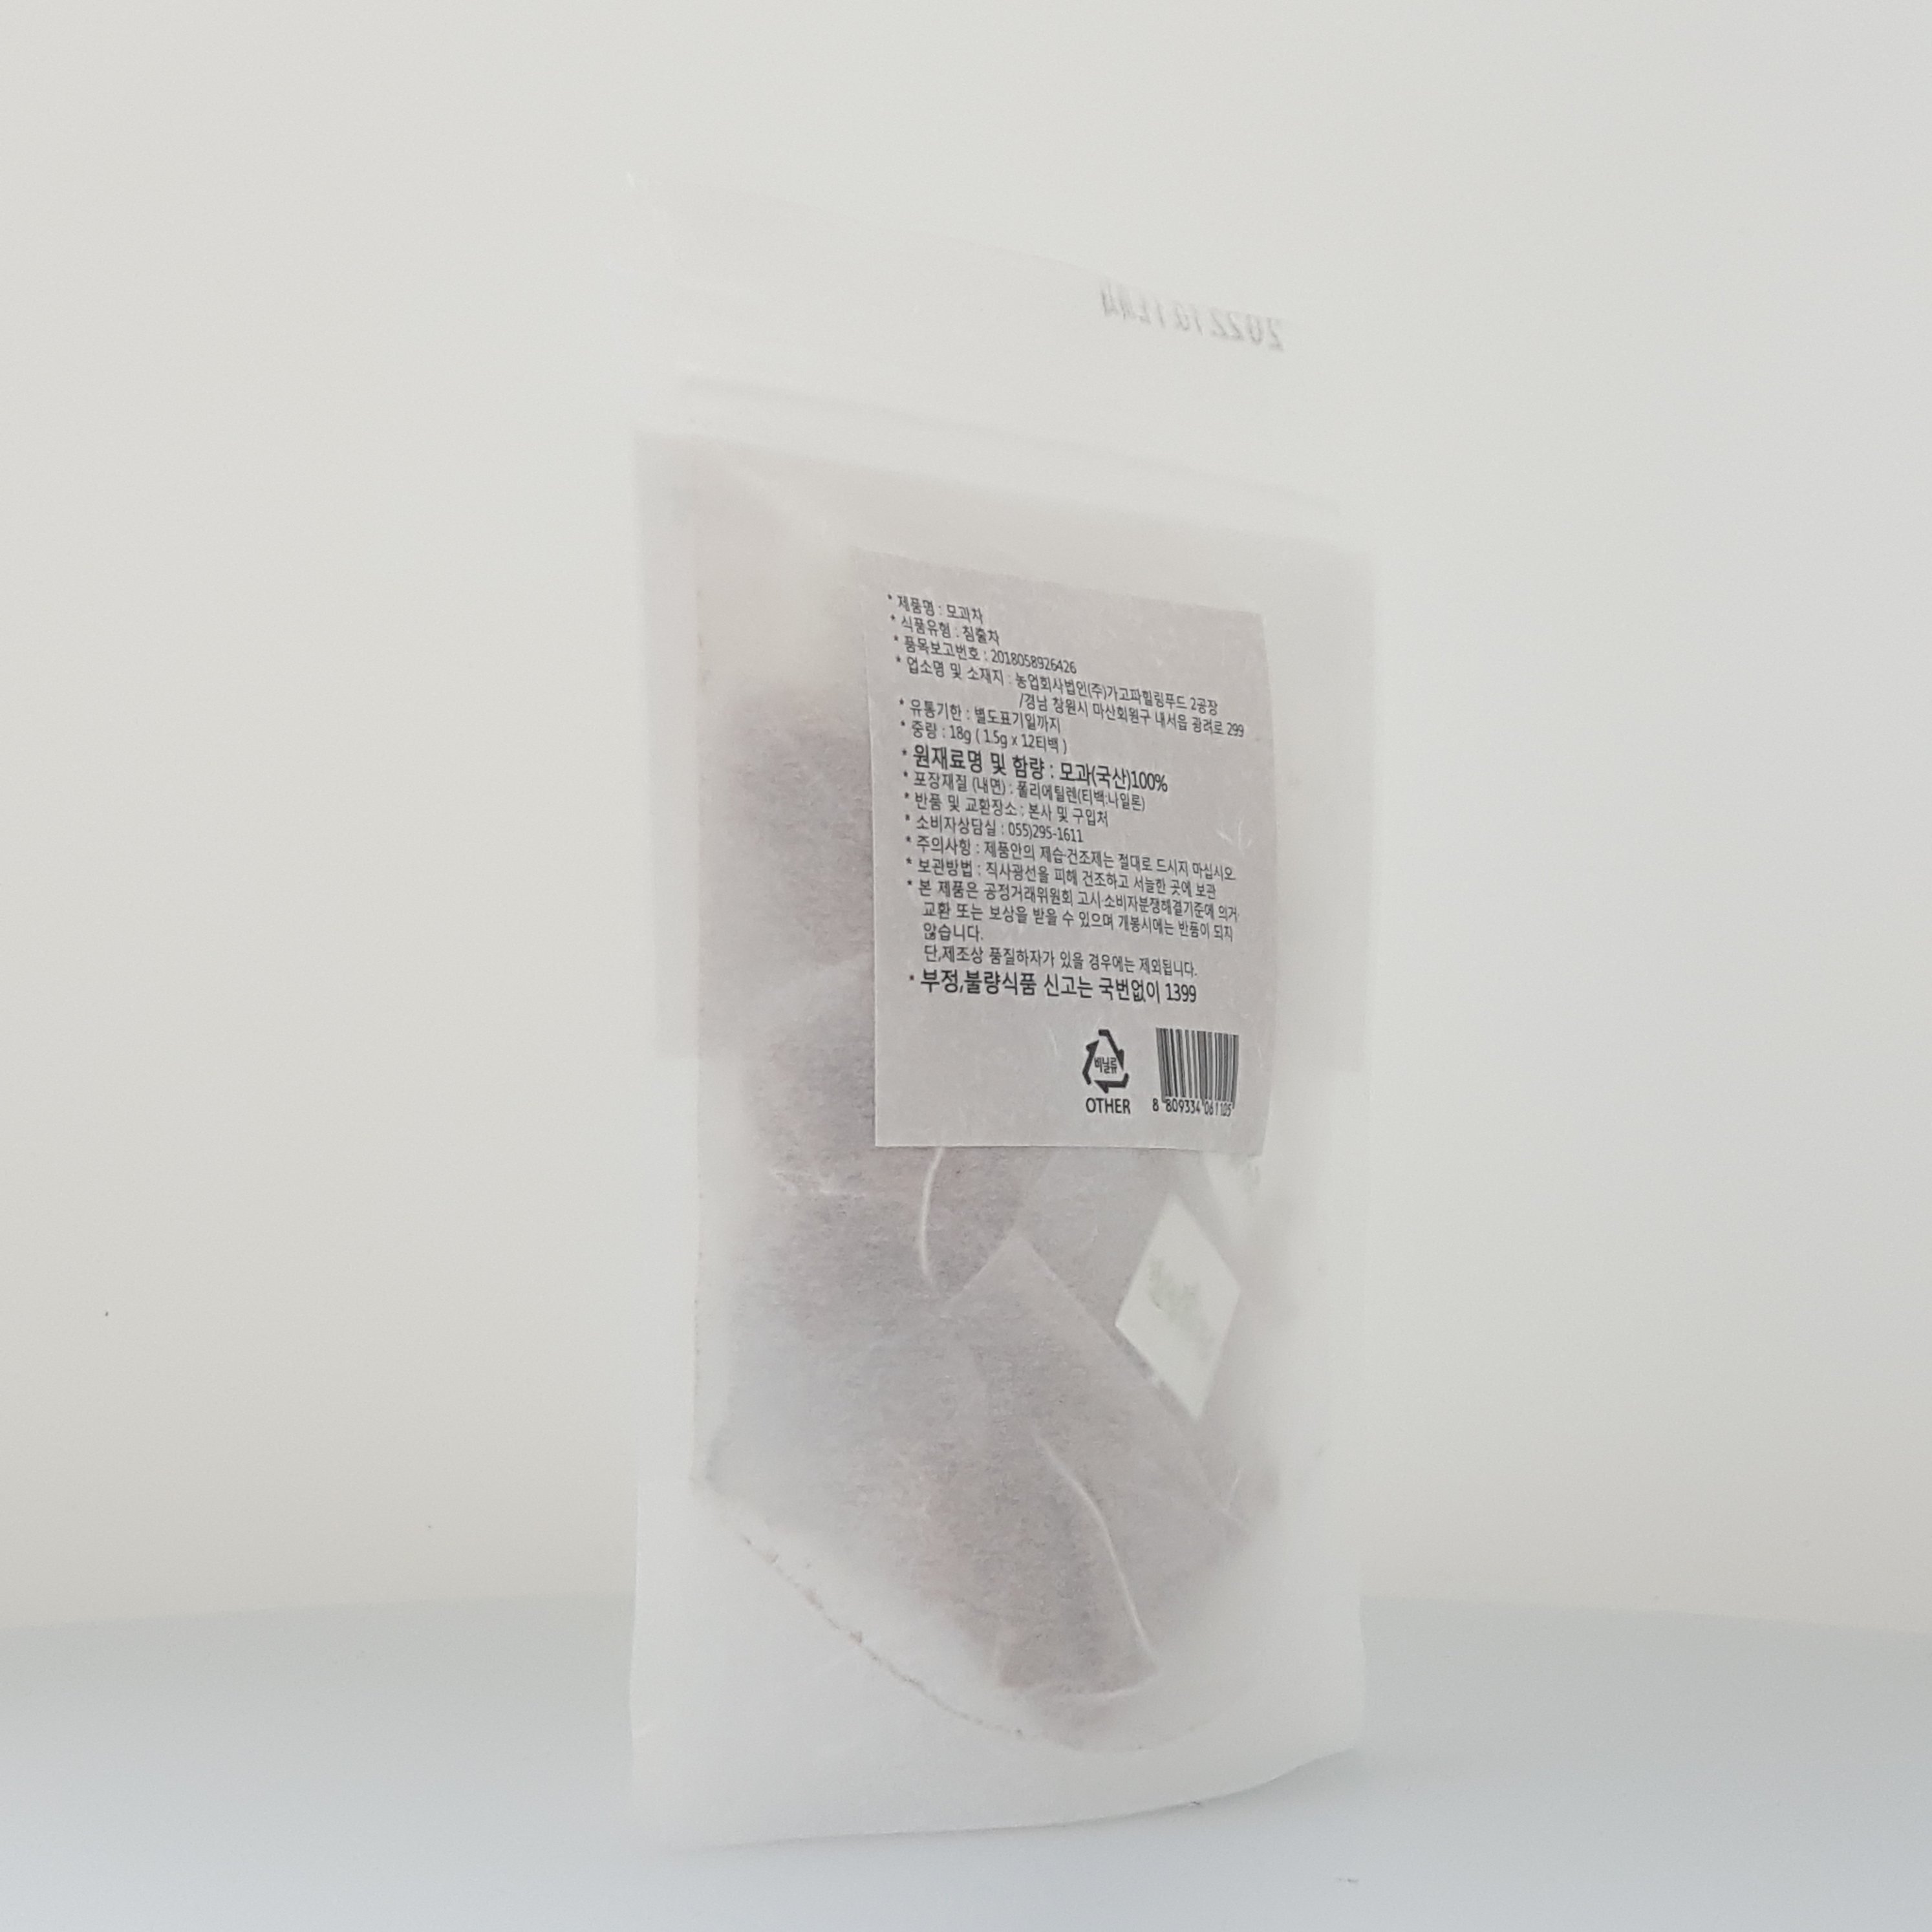 2022.10.11까지
* 제품명 : 모과차
* 식품유형 : 침출차
* 품목보고번호 : 2018058926426
* 업소명 및 소재지 : 농업회사법인(주)가고파힐링푸드 2공장
/경남 창원시 마산회원구 내서읍 광려로 299
* 유통기한 : 별도표기일까지
* 중량 : 18g ( 1.5g x 12티백 )
* 원재료명 및 함량 : 모과(국산)100%
* 포장재질 (내면) : 폴리에틸렌(티백:나일론)
* 반품 및 교환장소 : 본사 및 구입처
* 소비자상담실 : 055)295-1611
* 주의사항 : 제품안의 제습건조제는 절대로 드시지 마십시오.
* 보관방법 : 직사광선을 피해 건조하고 서늘한 곳에 보관
* 본 제품은 공정거래위원회 고시·소비자분쟁해결기준에 의거
교환 또는 보상을 받을 수 있으며 개봉시에는 반품이 되지
않습니다.
단,제조상 품질하자가 있을 경우에는 제외됩니다.
* 부정,불량식품 신고는 국번없이 1399
비닐류
OTHER
8 809334 061105